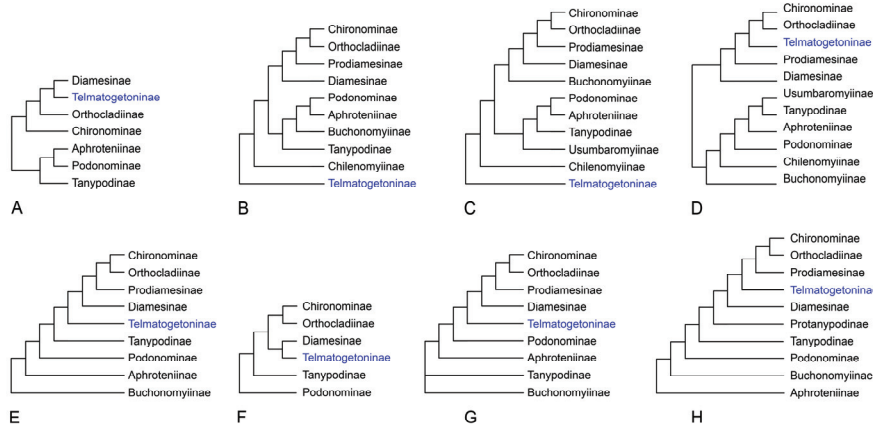 Diamesinae
Telmatogetoninae
Orthocladiinae
Chironominae
Aphroteniinae
Podonominae
Tanypodinae
A
Chironominae
Orthocladiinae
Prodiamesinae
Diamesinae
Podonominae
Aphroteniinae
Buchonomyiinae
Tanypodinae
Chilenomyiinae
Telmatogetoninae
B
Chironominae
Orthocladiinae
Prodiamesinae
Diamesinae
Buchonomyiinae
Podonominae
Aphroteniinae
Tanypodinae
Usumbaromyiinae
Chilenomyiinae
Telmatogetoninae
C
Chironominae
Orthocladiinae
Telmatogetoninae
Prodiamesinae
Diamesinae
Usumbaromyiinae
Tanypodinae
Aphroteniinae
Podonominae
Chilenomyiinae
Buchonomyiinae
D
Chironominae
Orthocladiinae
Prodiamesinae
Diamesinae
Telmatogetoninae
Tanypodinae
Podonominae
Aphroteniinae
Buchonomyiinae
E
Chironominae
Orthocladiinae
Diamesinae
Telmatogetoninae
Tanypodinae
Podonominae
F
Chironominae
Orthocladiinae
Prodiamesinae
Diamesinae
Telmatogetoninae
Podonominae
Aphroteniinae
Tanypodinae
Buchonomyiinae
G
Chironominae
Orthocladiinae
Prodiamesinae
Telmatogetoninae
Diamesinae
Protanypodinae
Tanypodinae
Podonominae
Buchonomyiinae
Aphroteniinae
H